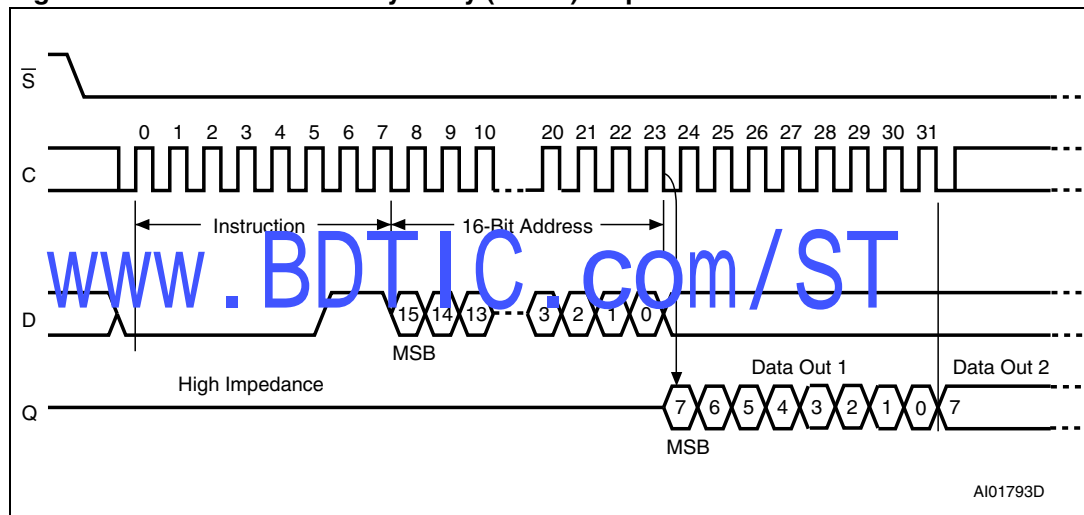 S
0 1 2 3 4 5 6 7 8 9 10 20 21 22 23 24 25 26 27 28 29 30 31
C
Instruction 16-Bit Address
www.BDTIC.com/ST
D 15 14 13 3 2 1 0
MSB
High Impedance Data Out 1 Data Out 2
Q 7 6 5 4 3 2 1 0 7
MSB
AI01793D